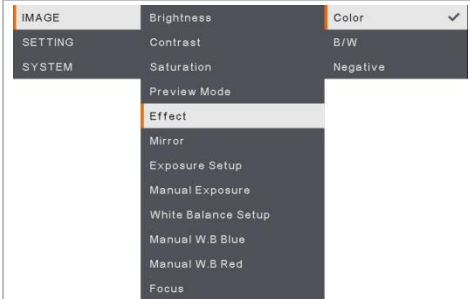 IMAGE
SETTING
SYSTEM
Brightness
Contrast
Saturation
Preview Mode
Effect
Mirror
Exposure Setup
Manual Exposure
White Balance Setup
Manual W.B Blue
Manual W.B Red
Focus
Color
B/W
Negative